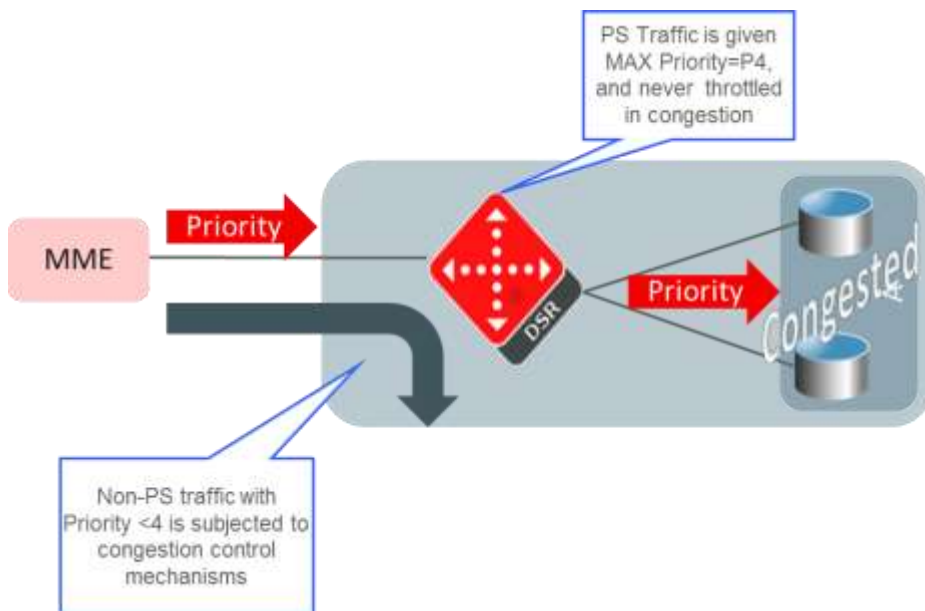 PS Traffic is given
MAX Priority=P4,
and never throttled
in congestion
Priority
MME
DSR
Priority
Congested
Non-PS traffic with
Priority <4 is subjected to
congestion control
mechanisms